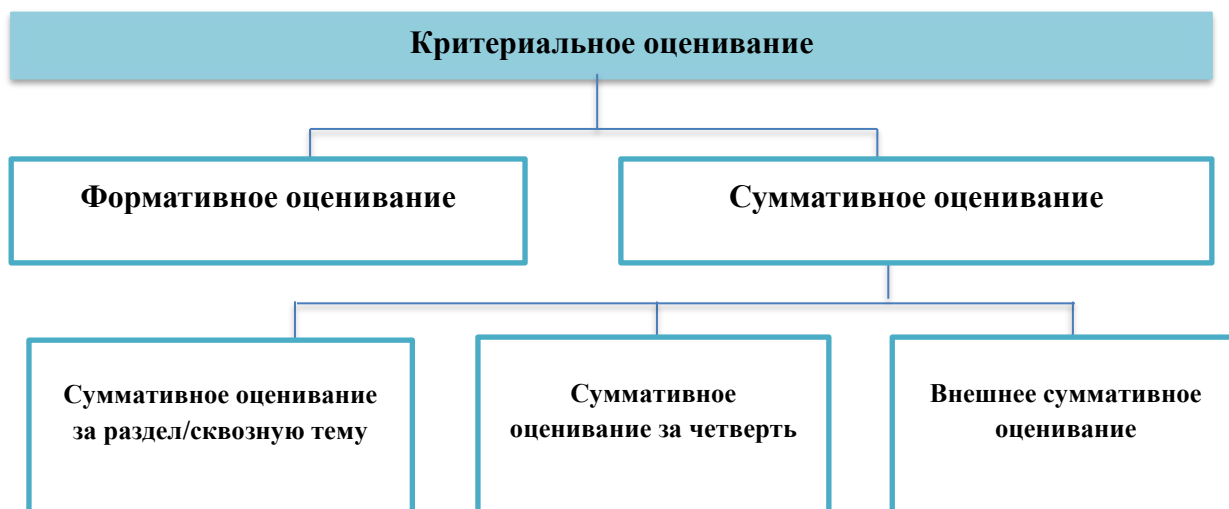 Критериальное оценивание
Формативное оценивание
Суммативное оценивание
Суммативное оценивание
за раздел/сквозную тему
Суммативное
оценивание за четверть
Внешнее суммативное
оценивание